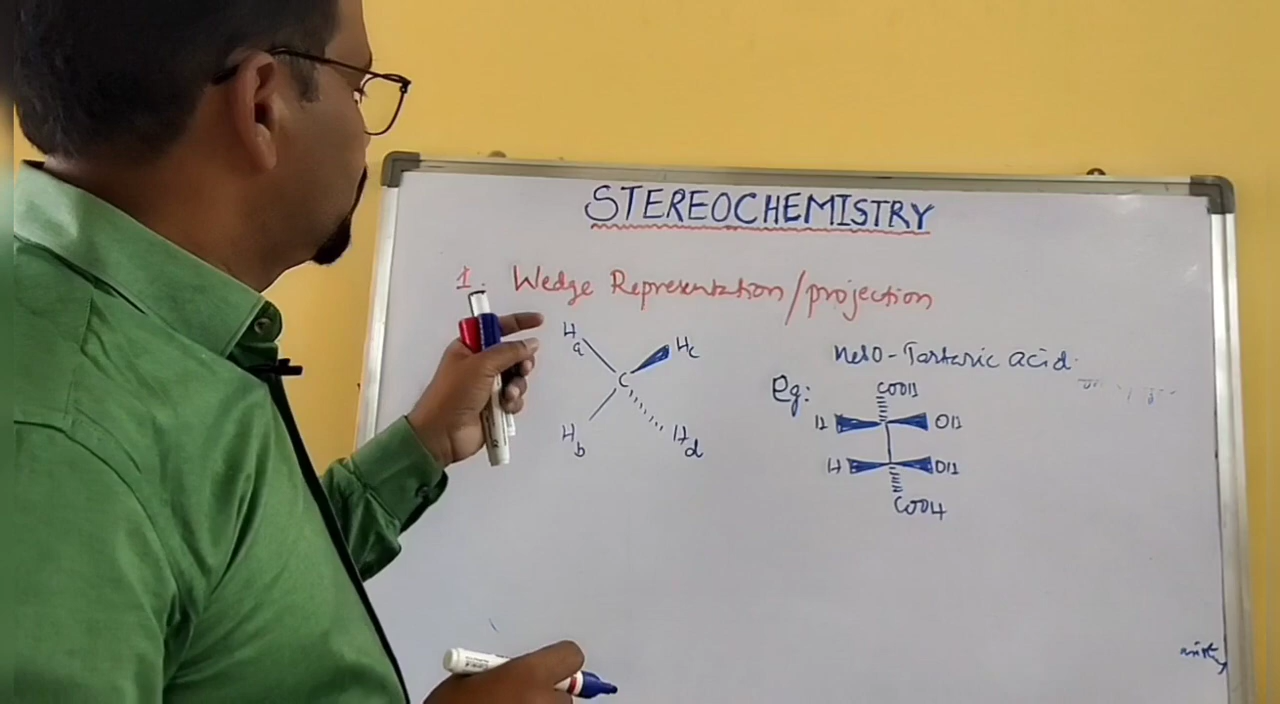 STEREOCHEMISTRY
1. Wedge Representation/projection
Ha
Hc
C
Hb
Hd
Meso-Tartaric acid
eg:
COOH
H OH
H OH
COOH